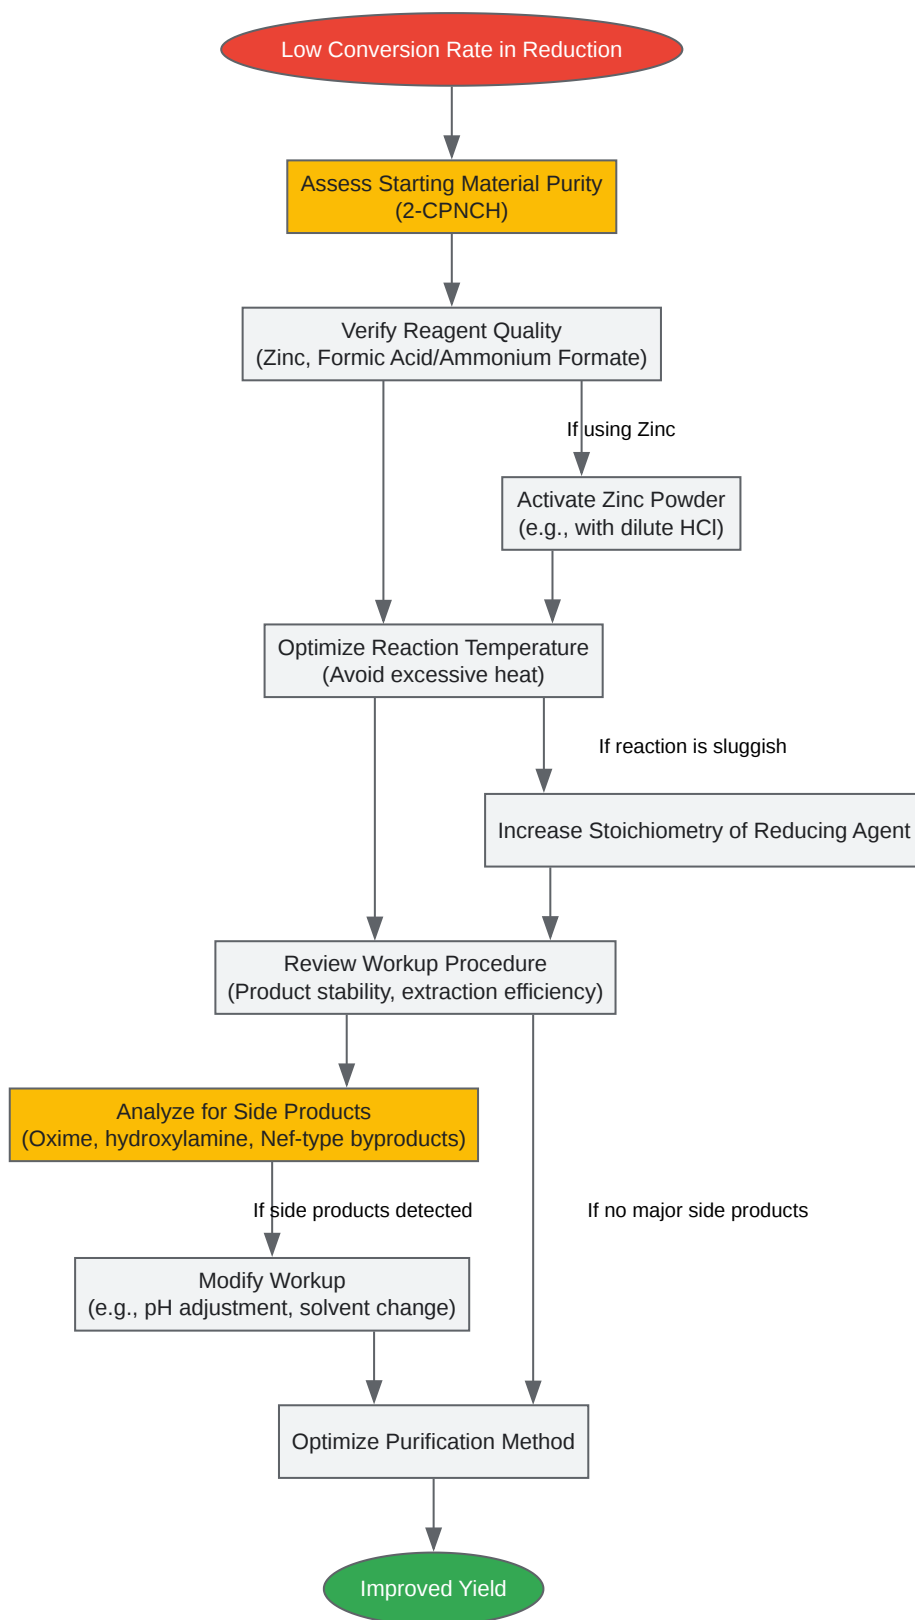 Low Conversion Rate in Reduction
Assess Starting Material Purity
(2-CPNCH)
Verify Reagent Quality
(Zinc, Formic Acid/Ammonium Formate)
If using Zinc
Activate Zinc Powder
(e.g., with dilute HCl)
Optimize Reaction Temperature
(Avoid excessive heat)
If reaction is sluggish
Increase Stoichiometry of Reducing Agent
Review Workup Procedure
(Product stability, extraction efficiency)
Analyze for Side Products
(Oxime, hydroxylamine, Nef-type byproducts)
If side products detected
If no major side products
Modify Workup
(e.g., pH adjustment, solvent change)
Optimize Purification Method
Improved Yield